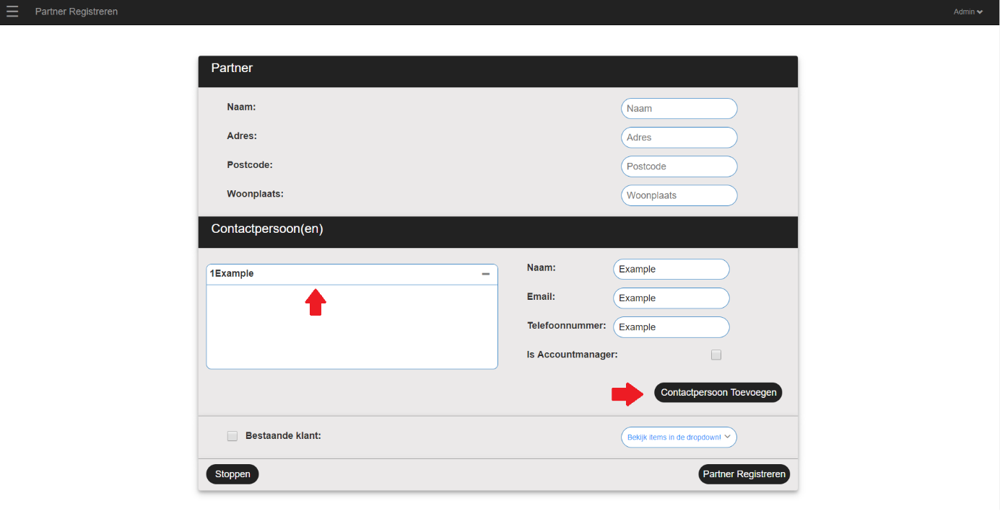 Partner Registreren
Admin
Partner
Naam:
Naam
Adres:
Adres
Postcode:
Postcode
Woonplaats:
Woonplaats
Contactpersoon(en)
1Example
Naam:
Example
Email:
Example
Telefoonnummer:
Example
Is Accountmanager:
Contactpersoon Toevoegen
Bestaande klant:
Bekijk items in de dropdown!
Stoppen
Partner Registreren